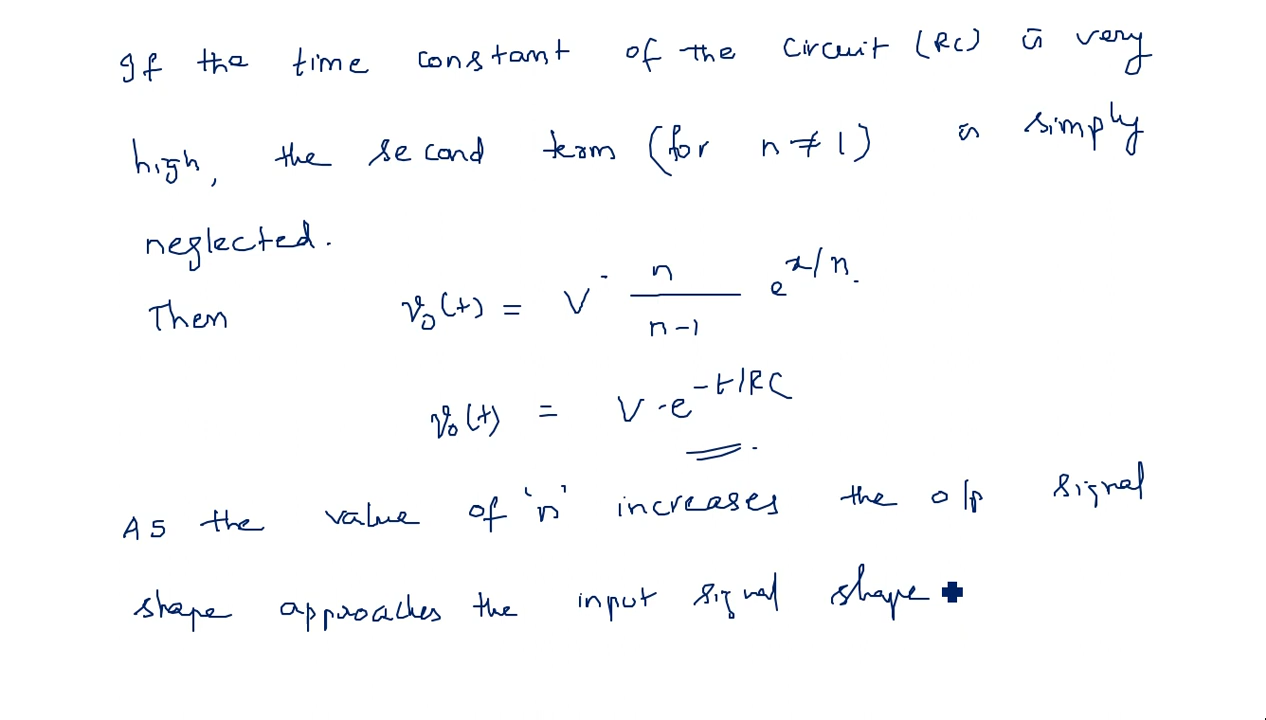 If the time constant of the circuit (RC) is very
high, the second term (for n ≠ 1) is simply
neglected.
Then v₀(t) = V · n/(n-1) e^(x/n).
v₀(t) = V · e^(-t/RC).
As the value of 'n' increases the o/p signal
shape approaches the input signal shape